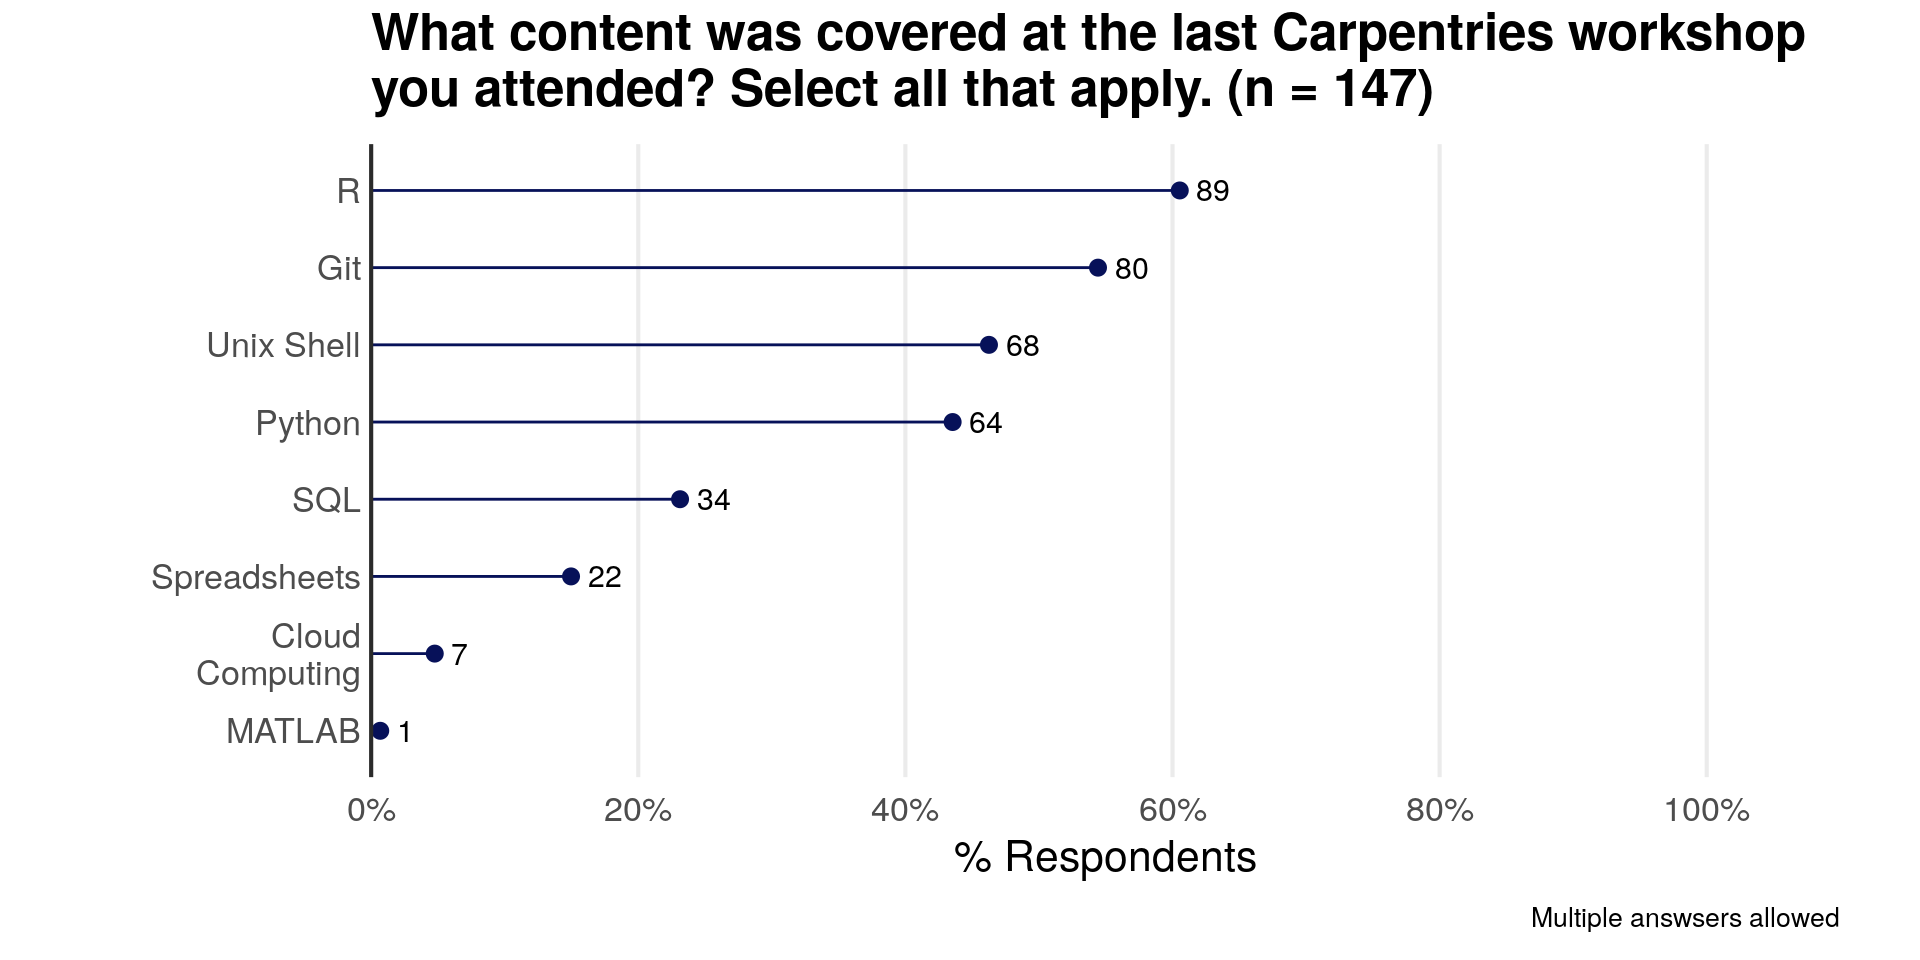 What content was covered at the last Carpentries workshop
you attended? Select all that apply. (n = 147)
R
89
Git
80
Unix Shell
68
Python
64
SQL
34
Spreadsheets
22
Cloud
Computing
7
MATLAB
1
0%
20%
40%
60%
80%
100%
% Respondents
Multiple answsers allowed